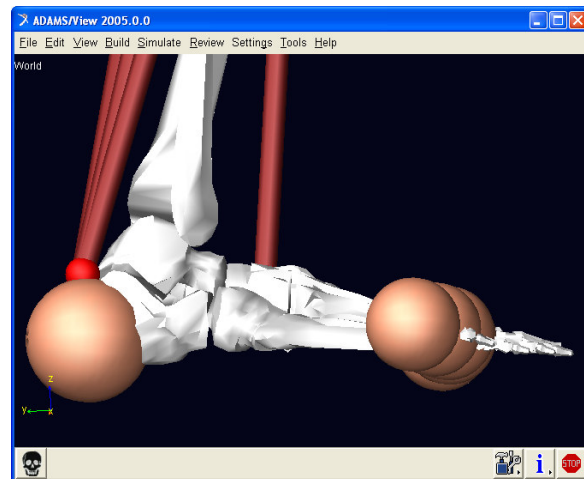 ADAMS/View 2005.0.0
File Edit View Build Simulate Review Settings Tools Help
World
z
y
x
i
STOP